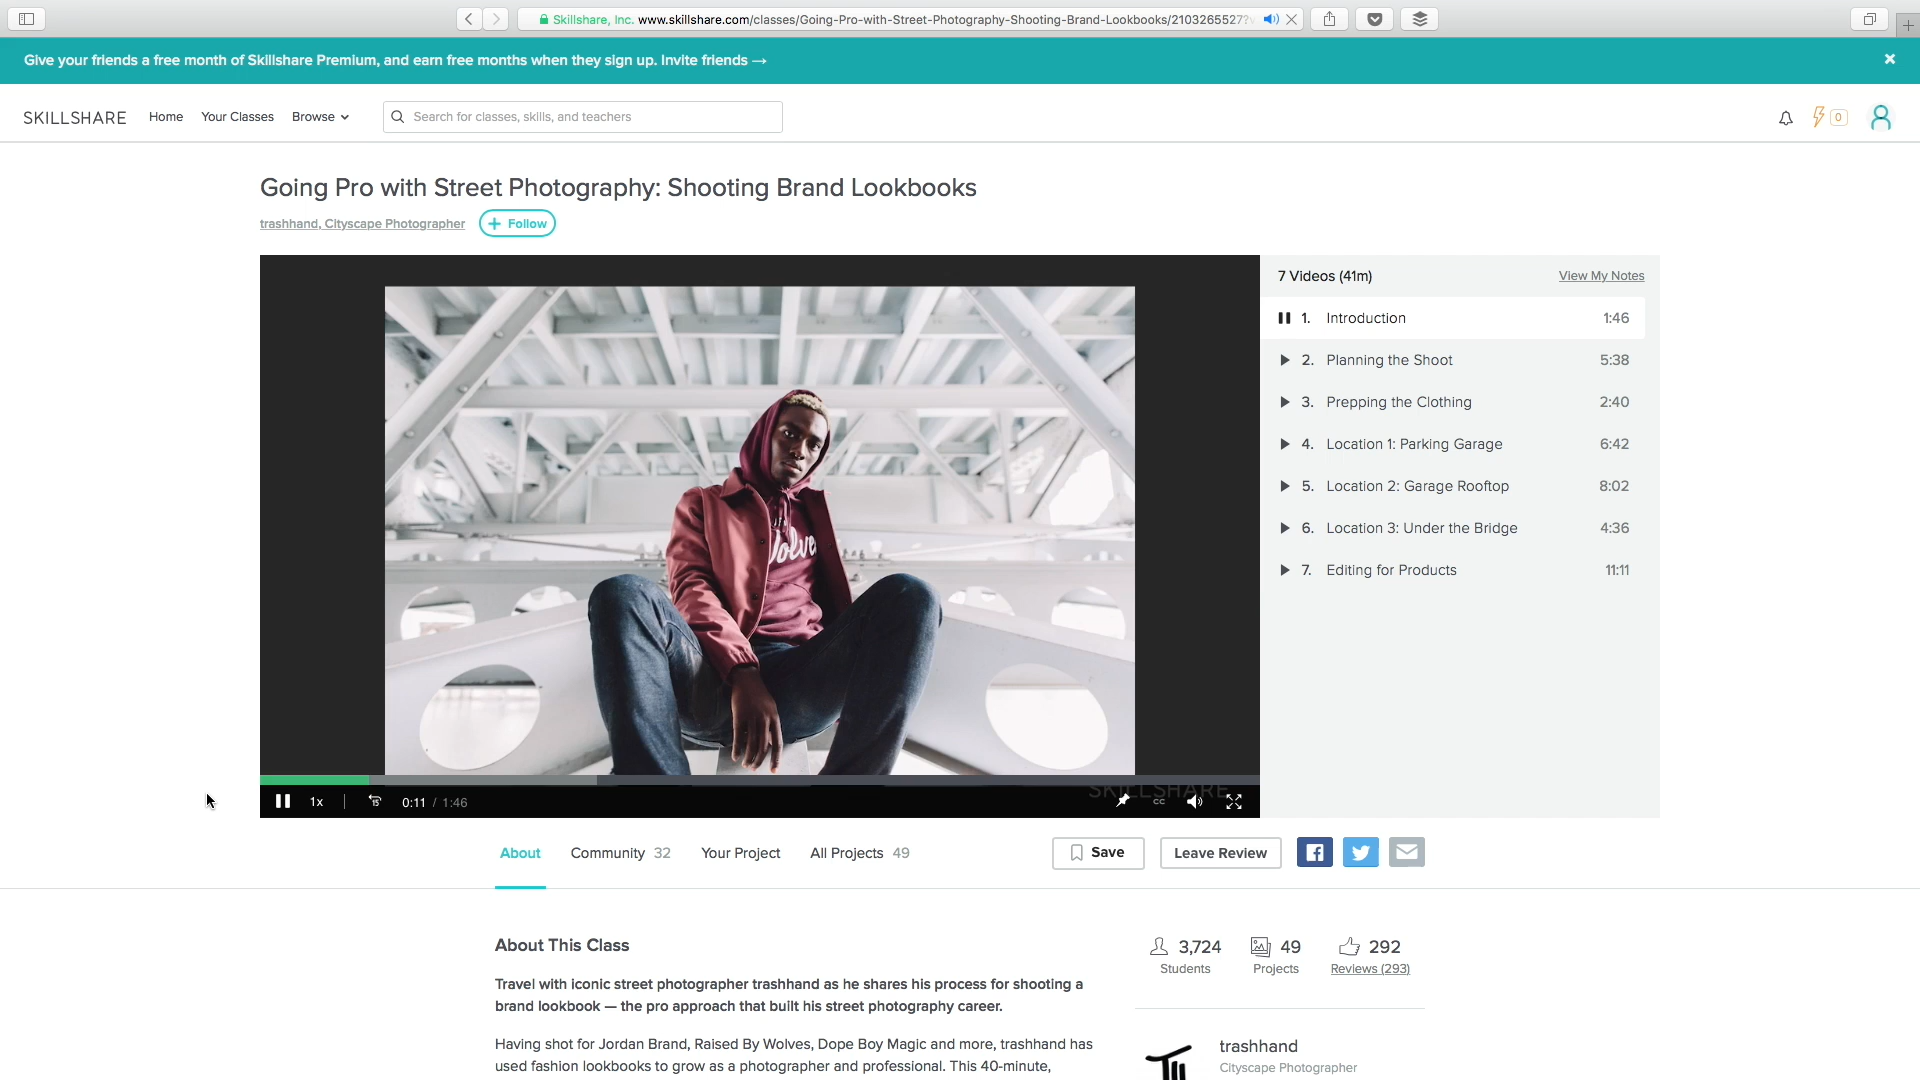 Skillshare, Inc. www.skillshare.com/classes/Going-Pro-with-Street-Photography-Shooting-Brand-Lookbooks/2103265527?
Give your friends a free month of Skillshare Premium, and earn free months when they sign up. Invite friends →
SKILLSHARE Home Your Classes Browse Search for classes, skills, and teachers 0
Going Pro with Street Photography: Shooting Brand Lookbooks
trashhand, Cityscape Photographer + Follow
7 Videos (41m) View My Notes
1. Introduction 1:46
2. Planning the Shoot 5:38
3. Prepping the Clothing 2:40
4. Location 1: Parking Garage 6:42
5. Location 2: Garage Rooftop 8:02
6. Location 3: Under the Bridge 4:36
7. Editing for Products 11:11
Wolve
SKILLSHARE
1x 15 0:11 / 1:46 CC
About Community 32 Your Project All Projects 49 Save Leave Review
About This Class
Travel with iconic street photographer trashhand as he shares his process for shooting a
brand lookbook — the pro approach that built his street photography career.
Having shot for Jordan Brand, Raised By Wolves, Dope Boy Magic and more, trashhand has
used fashion lookbooks to grow as a photographer and professional. This 40-minute,
3,724 49 292
Students Projects Reviews (293)
trashhand
Cityscape Photographer